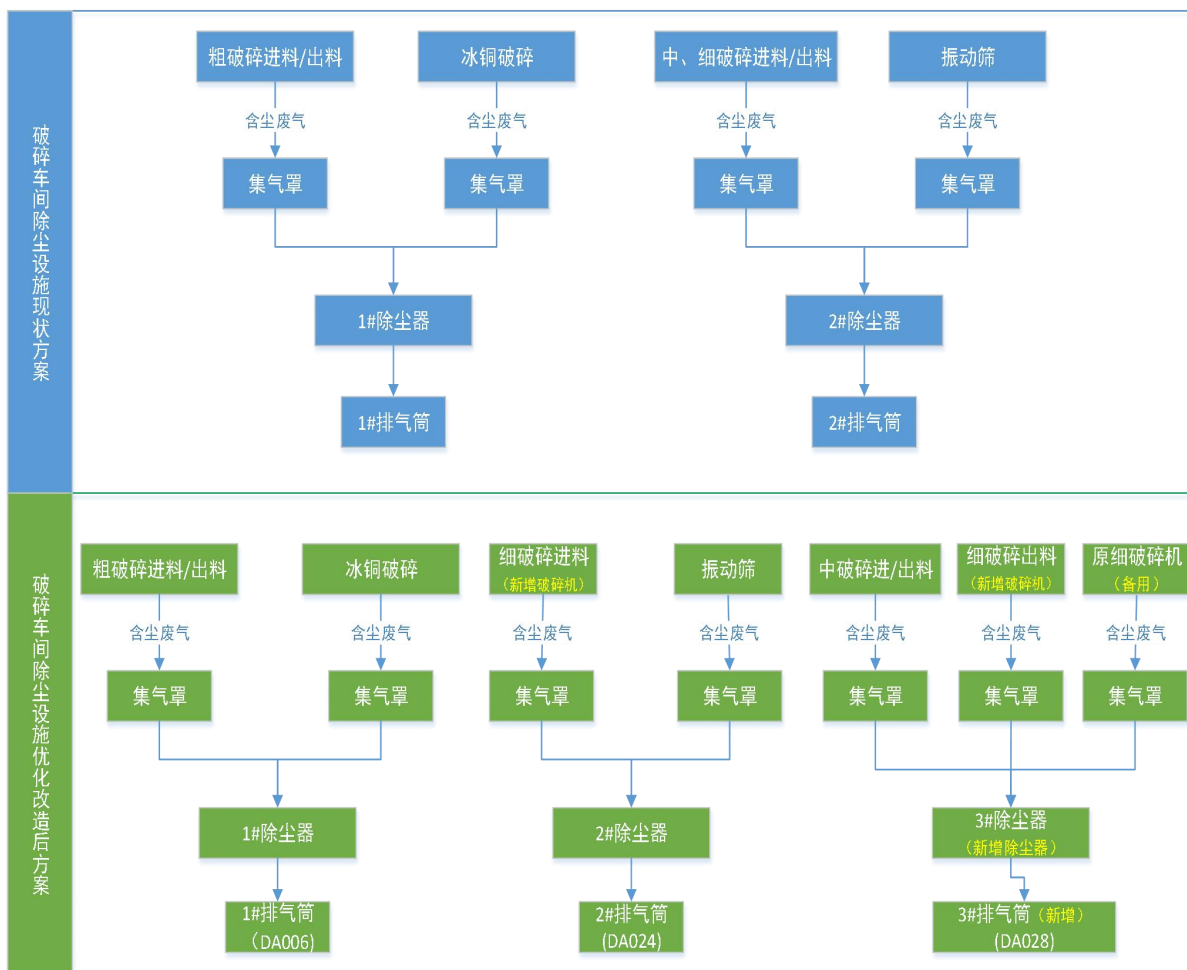 破碎车间除尘设施现状方案
粗破碎进料/出料
冰铜破碎
中、细破碎进料/出料
振动筛
含尘废气
含尘废气
含尘废气
含尘废气
集气罩
集气罩
集气罩
集气罩
1#除尘器
2#除尘器
1#排气筒
2#排气筒
破碎车间除尘设施优化改造后方案
粗破碎进料/出料
冰铜破碎
细破碎进料
(新增破碎机)
振动筛
中破碎进/出料
细破碎出料
(新增破碎机)
原细破碎机
（备用）
含尘废气
含尘废气
含尘废气
含尘废气
含尘废气
含尘废气
含尘废气
集气罩
集气罩
集气罩
集气罩
集气罩
集气罩
集气罩
1#除尘器
2#除尘器
3#除尘器
（新增除尘器）
1#排气筒
（DA006)
2#排气筒
(DA024)
3#排气筒（新增）
(DA028)